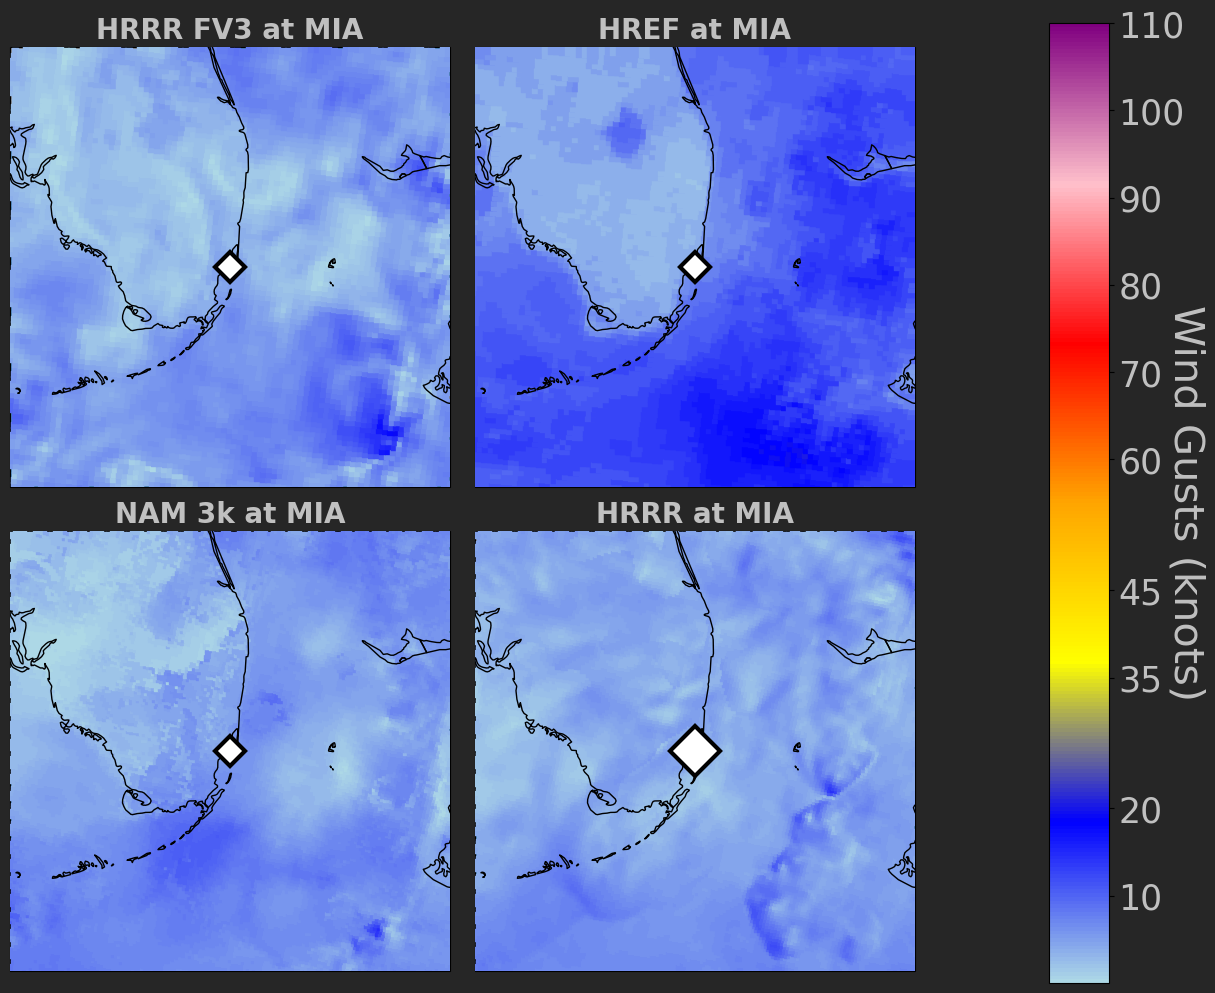 HRRR FV3 at MIA
HREF at MIA
NAM 3k at MIA
HRRR at MIA
110
100
90
80
70
60
45
35
20
10
Wind Gusts (knots)